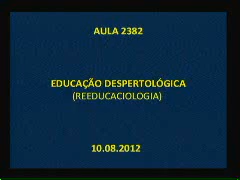 AULA 2382
EDUCAÇÃO DESPERTOLÓGICA
(REEDUCACIOLOGIA)
10.08.2012